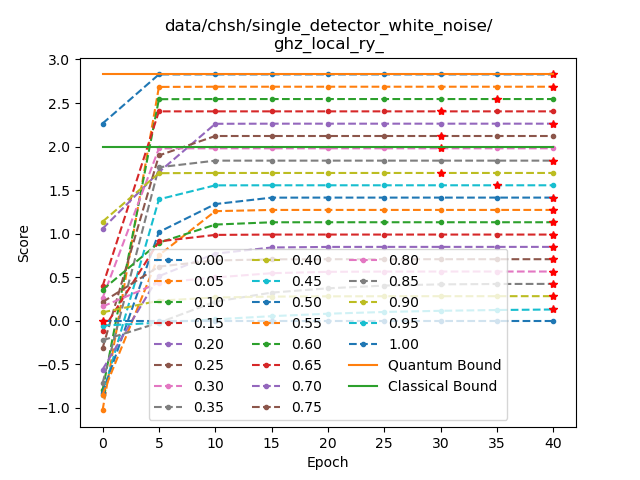 data/chsh/single_detector_white_noise/
ghz_local_ry_
Score
3.0
2.5
2.0
1.5
1.0
0.5
0.0
−0.5
−1.0
0.00 0.40 0.80
0.05 0.45 0.85
0.10 0.50 0.90
0.15 0.55 0.95
0.20 0.60 1.00
0.25 0.65 Quantum Bound
0.30 0.70 Classical Bound
0.35 0.75
0 5 10 15 20 25 30 35 40
Epoch